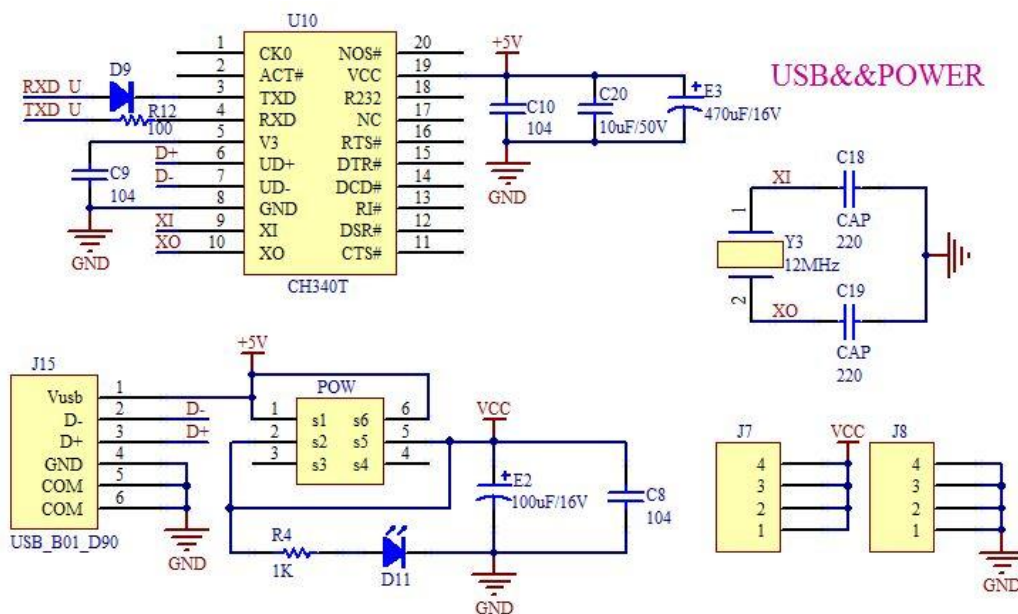 U10
1 CK0 NOS# 20
2 ACT# VCC 19
3 TXD R232 18
4 RXD NC 17
5 V3 RTS# 16
6 UD+ DTR# 15
7 UD- DCD# 14
8 GND RI# 13
9 XI DSR# 12
10 XO CTS# 11
CH340T
D9
RXD U
TXD U
R12
100
D+
D-
C9
104
XI
XO
GND
+5V
C10
104
C20
10uF/50V
E3
470uF/16V
GND
USB&&POWER
XI
C18
CAP
220
1
Y3
12MHz
2
XO
C19
CAP
220
GND
J15
Vusb 1
D- 2 D-
D+ 3 D+
GND 4
COM 5
COM 6
USB_B01_D90
GND
+5V
POW
1 s1 s6 6
2 s2 s5 5
3 s3 s4 4
R4
1K
D11
VCC
E2
100uF/16V
C8
104
GND
J7
4
3
2
1
VCC
J8
4
3
2
1
GND